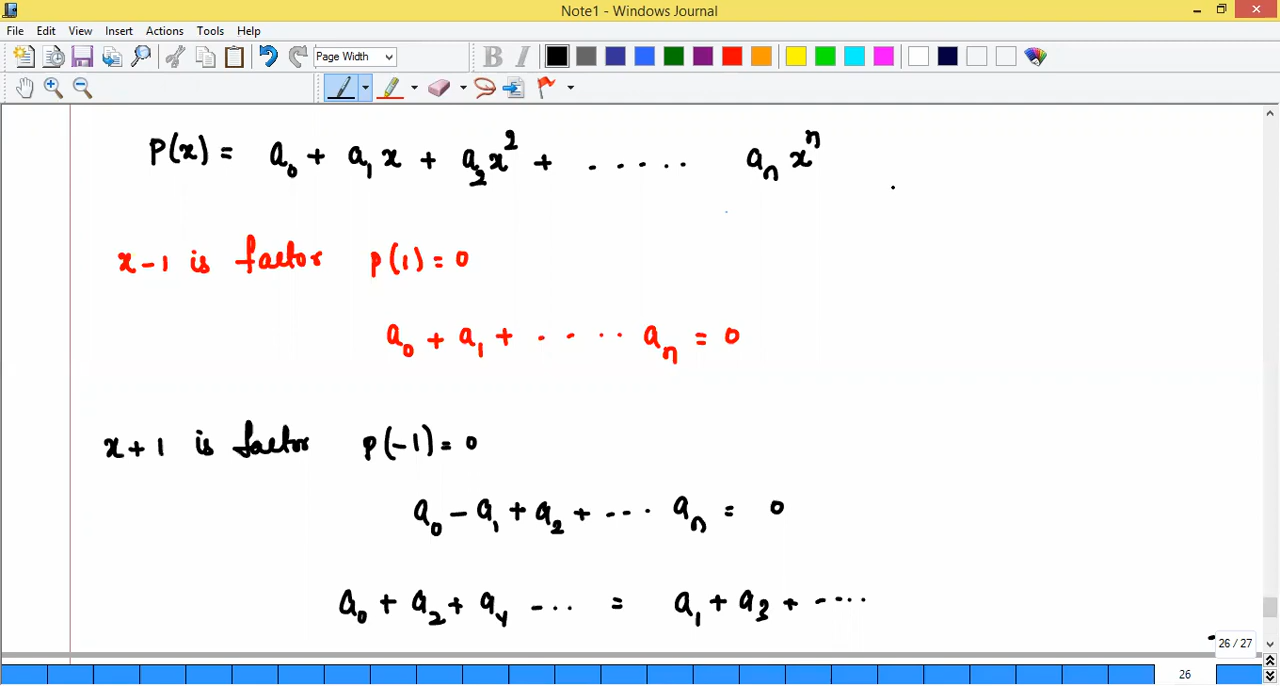 Note1 - Windows Journal
File Edit View Insert Actions Tools Help
Page Width
P(x) = a₀ + a₁x + a₂x² + ..... aₙxⁿ
x-1 is factor P(1) = 0
a₀ + a₁ + ..... aₙ = 0
x+1 is factor P(-1) = 0
a₀ - a₁ + a₂ + .... aₙ = 0
a₀ + a₂ + a₄ .... = a₁ + a₃ + .....
26 / 27
26